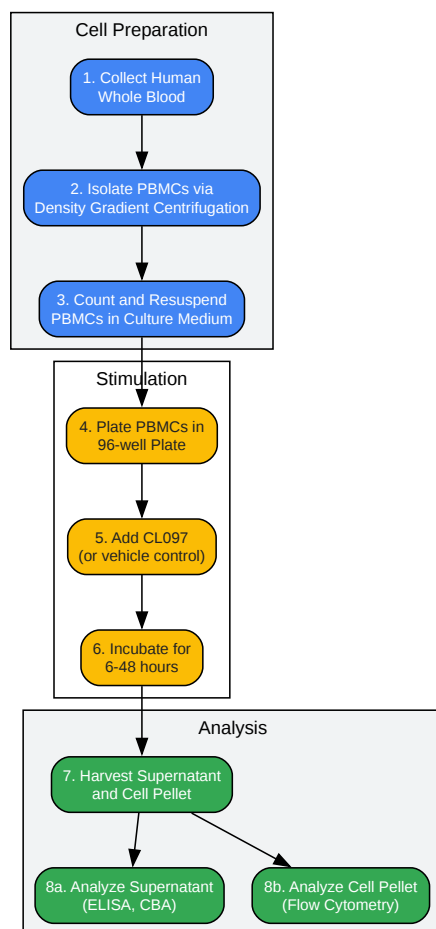 Cell Preparation
1. Collect Human
Whole Blood
2. Isolate PBMCs via
Density Gradient Centrifugation
3. Count and Resuspend
PBMCs in Culture Medium
Stimulation
4. Plate PBMCs in
96-well Plate
5. Add CL097
(or vehicle control)
6. Incubate for
6-48 hours
Analysis
7. Harvest Supernatant
and Cell Pellet
8a. Analyze Supernatant
(ELISA, CBA)
8b. Analyze Cell Pellet
(Flow Cytometry)